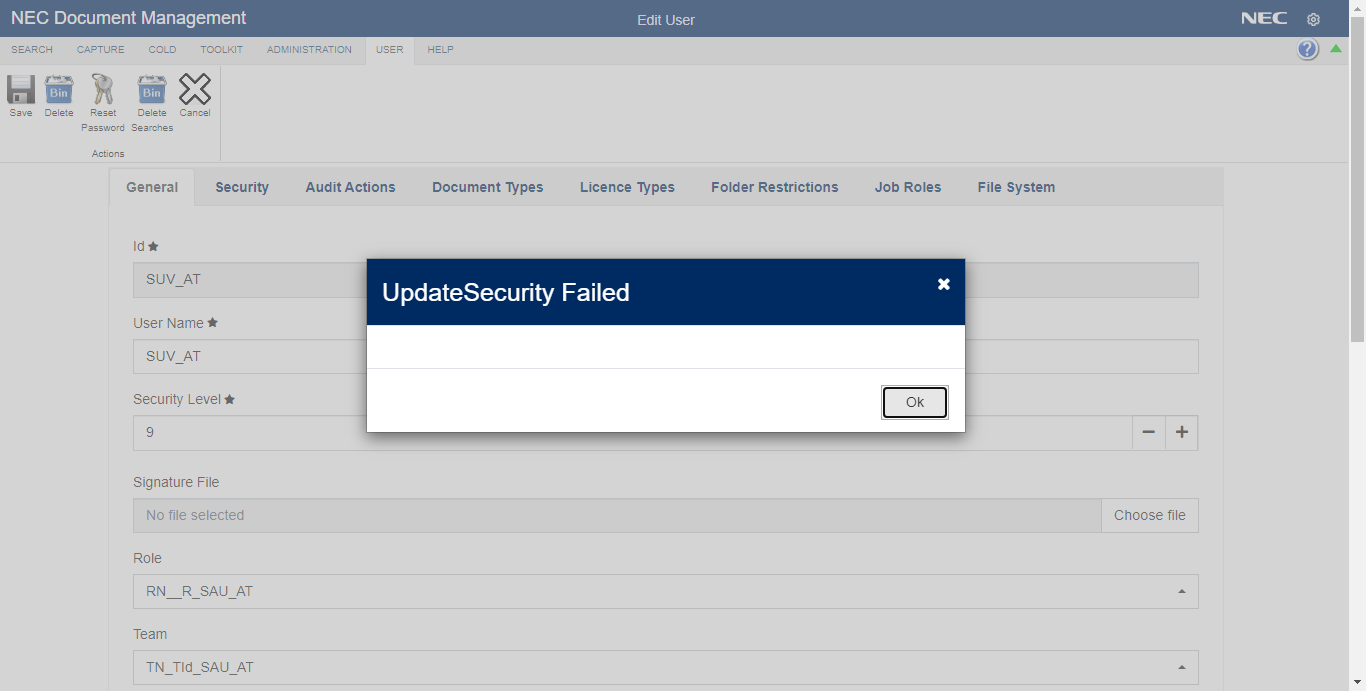 NEC Document Management
Edit User
NEC
SEARCH CAPTURE COLD TOOLKIT ADMINISTRATION USER HELP
?
Bin
Bin
Save Delete Reset Password Delete Searches Cancel
Actions
General Security Audit Actions Document Types Licence Types Folder Restrictions Job Roles File System
Id
SUV_AT
User Name
SUV_AT
Security Level
9
UpdateSecurity Failed
Ok
Signature File
No file selected
Choose file
Role
RN__R_SAU_AT
Team
TN_TId_SAU_AT